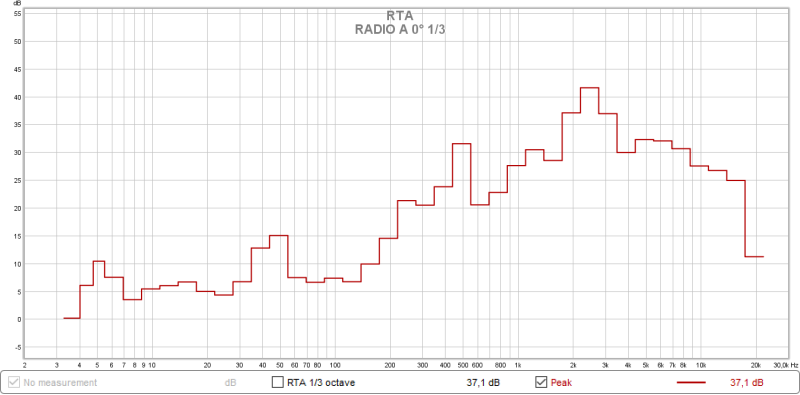 dB
RTA
RADIO A 0° 1/3
55
50
45
40
35
30
25
20
15
10
5
0
-5
2 3 4 5 6 7 8 9 10 20 30 40 50 60 80 100 200 300 400 500 600 800 1k 2k 3k 4k 5k 6k 7k 8k 10k 20k 30,0k Hz
No measurement dB RTA 1/3 octave 37,1 dB Peak 37,1 dB